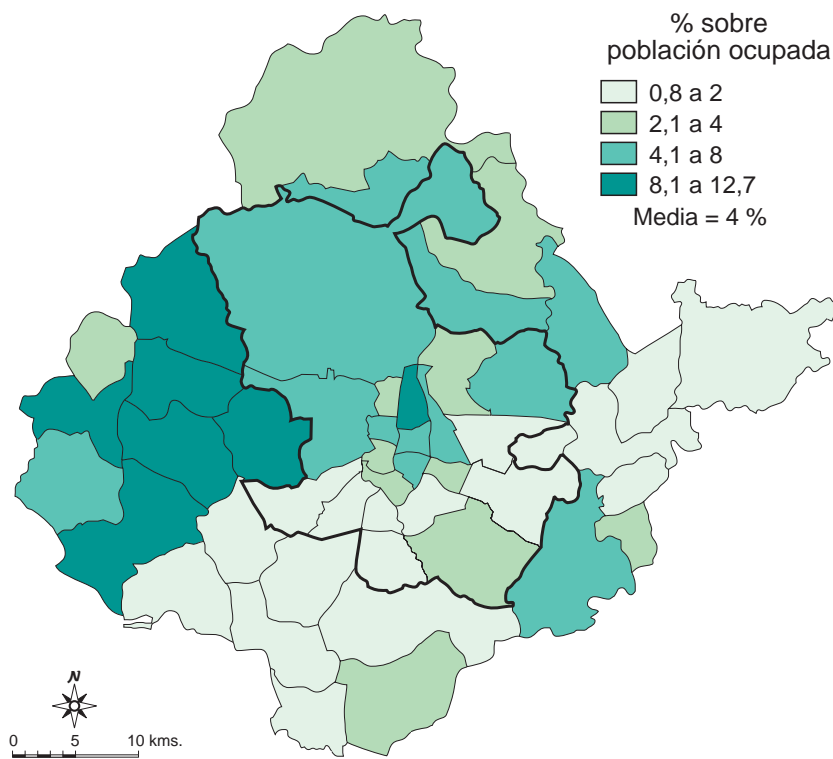 % sobre
población ocupada
0,8 a 2
2,1 a 4
4,1 a 8
8,1 a 12,7
Media = 4 %
N
0 5 10 kms.